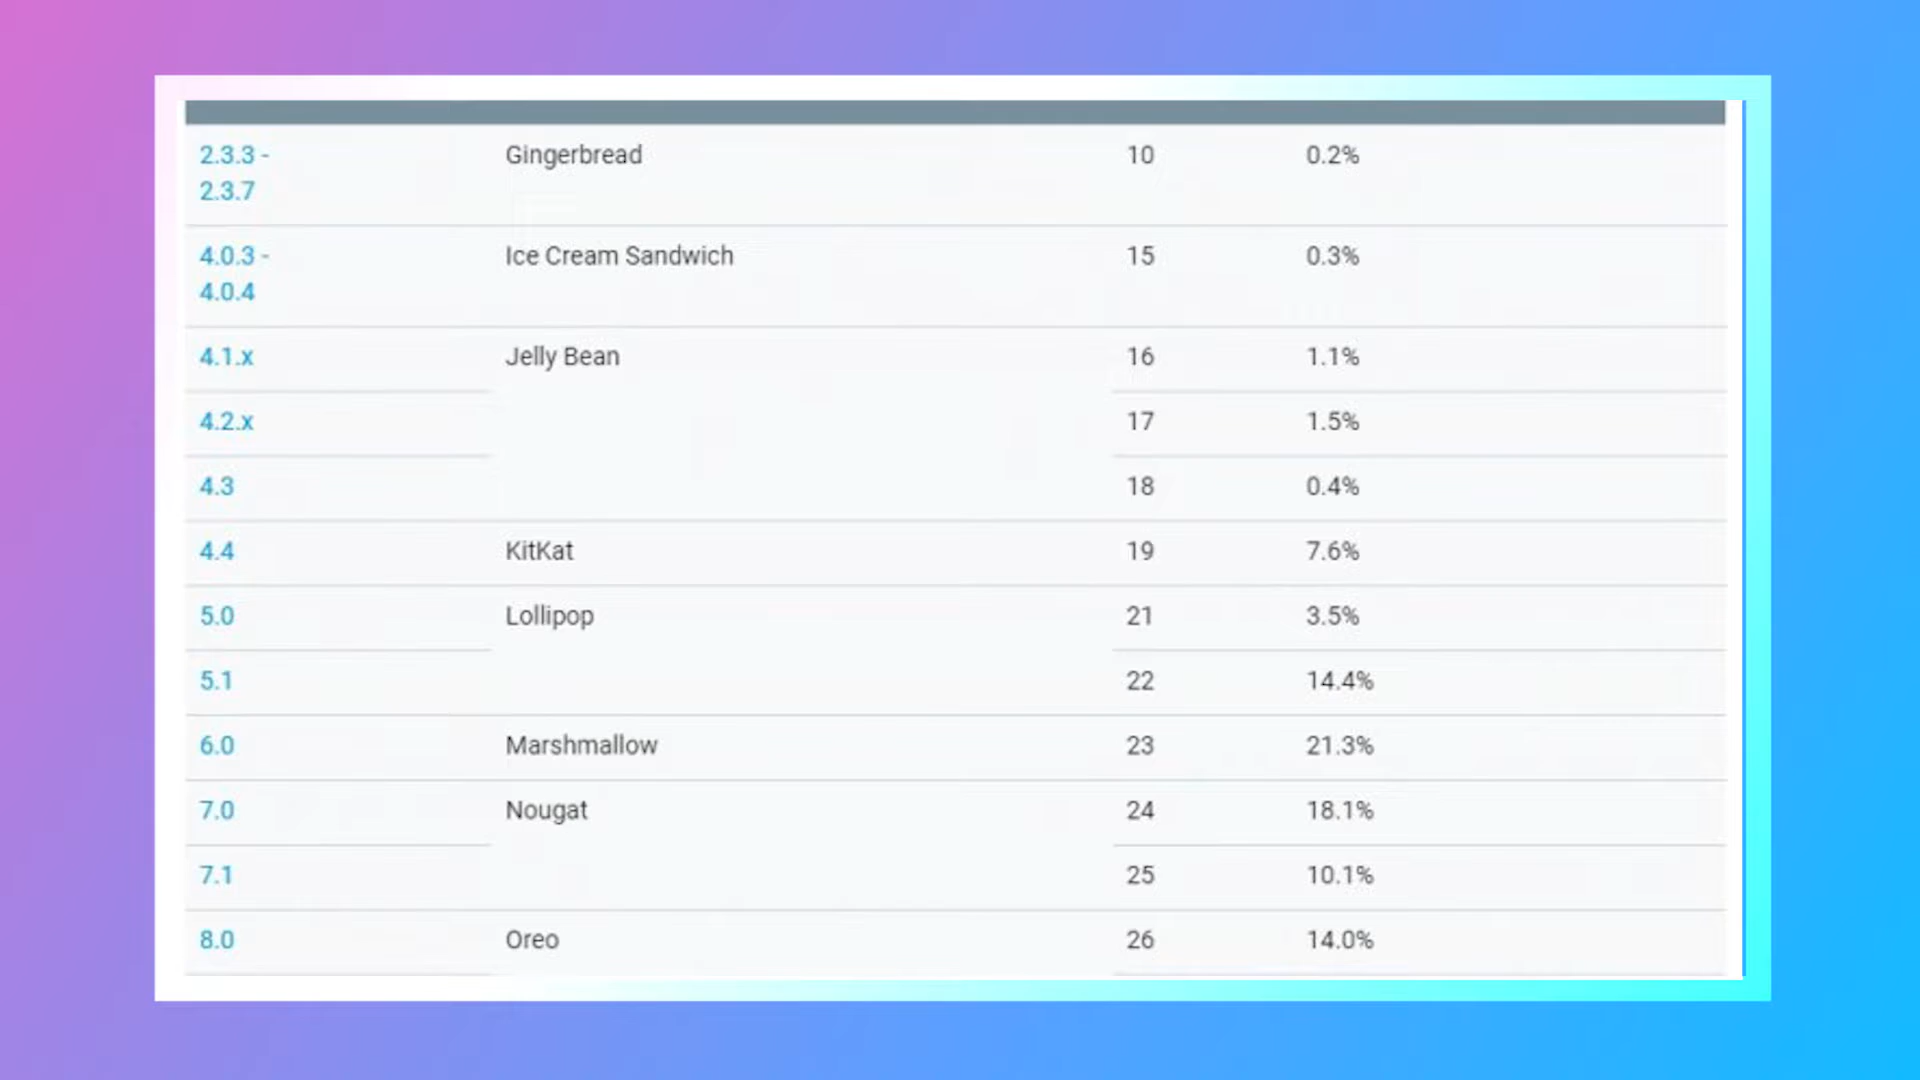 2.3.3 - Gingerbread 10 0.2%
2.3.7
4.0.3 - Ice Cream Sandwich 15 0.3%
4.0.4
4.1.x Jelly Bean 16 1.1%
4.2.x 17 1.5%
4.3 18 0.4%
4.4 KitKat 19 7.6%
5.0 Lollipop 21 3.5%
5.1 22 14.4%
6.0 Marshmallow 23 21.3%
7.0 Nougat 24 18.1%
7.1 25 10.1%
8.0 Oreo 26 14.0%